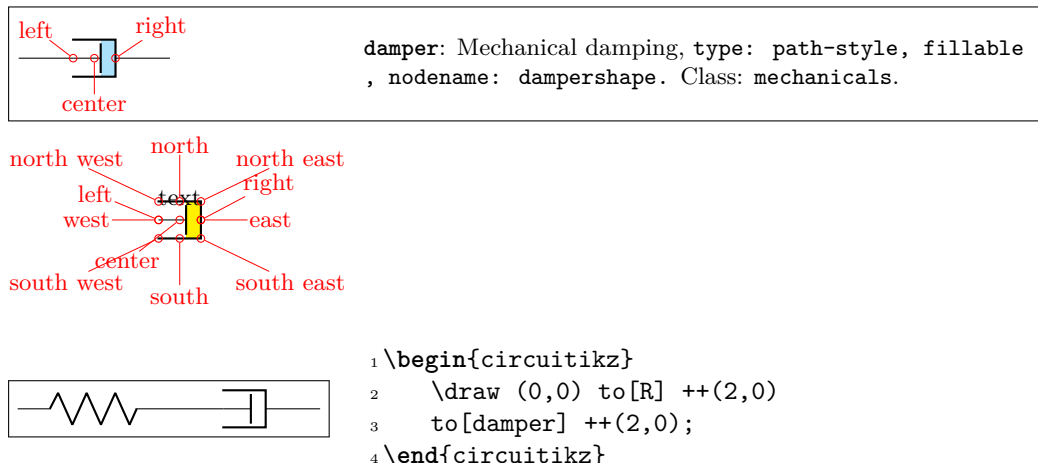 left
right
center
damper: Mechanical damping, type: path-style, fillable
, nodename: dampershape. Class: mechanicals.
north
north west
north east
text
right
left
west
east
center
south west
south east
south
1 \begin{circuitikz}
2 \draw (0,0) to[R] ++(2,0)
3 to[damper] ++(2,0);
4 \end{circuitikz}